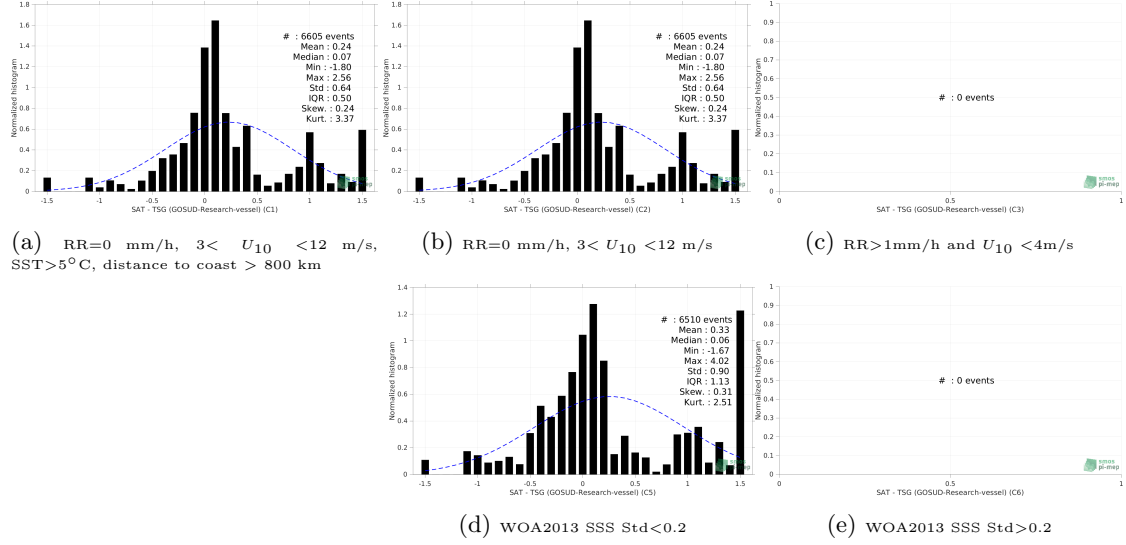 1.8
1.6
1.4
1.2
1
0.8
0.6
0.4
0.2
0
Normalized histogram
# : 6605 events
Mean : 0.24
Median : 0.07
Min : -1.80
Max : 2.56
Std : 0.64
IQR : 0.50
Skew. : 0.24
Kurt. : 3.37
smos
pi-mep
-1.5 -1 -0.5 0 0.5 1 1.5
SAT - TSG (GOSUD-Research-vessel) (C1)
(a) RR=0 mm/h, 3< U10 <12 m/s,
SST>5°C, distance to coast > 800 km
1.8
1.6
1.4
1.2
1
0.8
0.6
0.4
0.2
0
Normalized histogram
# : 6605 events
Mean : 0.24
Median : 0.07
Min : -1.80
Max : 2.56
Std : 0.64
IQR : 0.50
Skew. : 0.24
Kurt. : 3.37
smos
pi-mep
-1.5 -1 -0.5 0 0.5 1 1.5
SAT - TSG (GOSUD-Research-vessel) (C2)
(b) RR=0 mm/h, 3< U10 <12 m/s
1
0.9
0.8
0.7
0.6
0.5
0.4
0.3
0.2
0.1
0
Normalized histogram
# : 0 events
smos
pi-mep
0.5 1
SAT - TSG (GOSUD-Research-vessel) (C3)
(c) RR>1mm/h and U10 <4m/s
1.4
1.2
1
0.8
0.6
0.4
0.2
0
Normalized histogram
# : 6510 events
Mean : 0.33
Median : 0.06
Min : -1.67
Max : 4.02
Std : 0.90
IQR : 1.13
Skew. : 0.31
Kurt. : 2.51
smos
pi-mep
-1.5 -1 -0.5 0 0.5 1 1.5
SAT - TSG (GOSUD-Research-vessel) (C5)
(d) WOA2013 SSS Std<0.2
1
0.9
0.8
0.7
0.6
0.5
0.4
0.3
0.2
0.1
0
Normalized histogram
# : 0 events
smos
pi-mep
0 0.5 1
SAT - TSG (GOSUD-Research-vessel) (C6)
(e) WOA2013 SSS Std>0.2